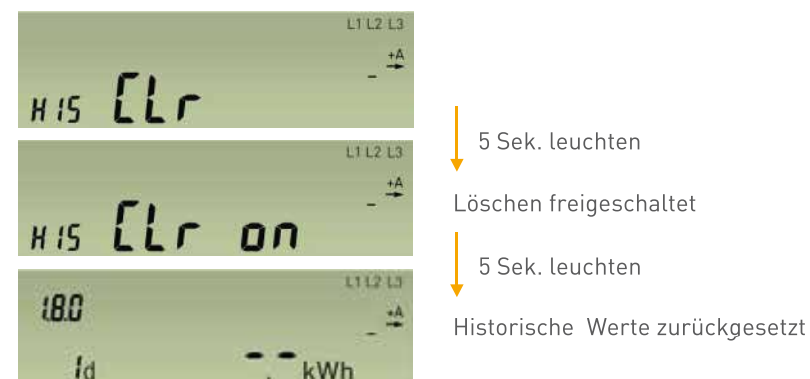 L1 L2 L3
+A
HIS CLr
5 Sek. leuchten
L1 L2 L3
+A
Löschen freigeschaltet
HIS CLr on
5 Sek. leuchten
L1 L2 L3
1.8.0
+A
Historische Werte zurückgesetzt
1d -.- kWh